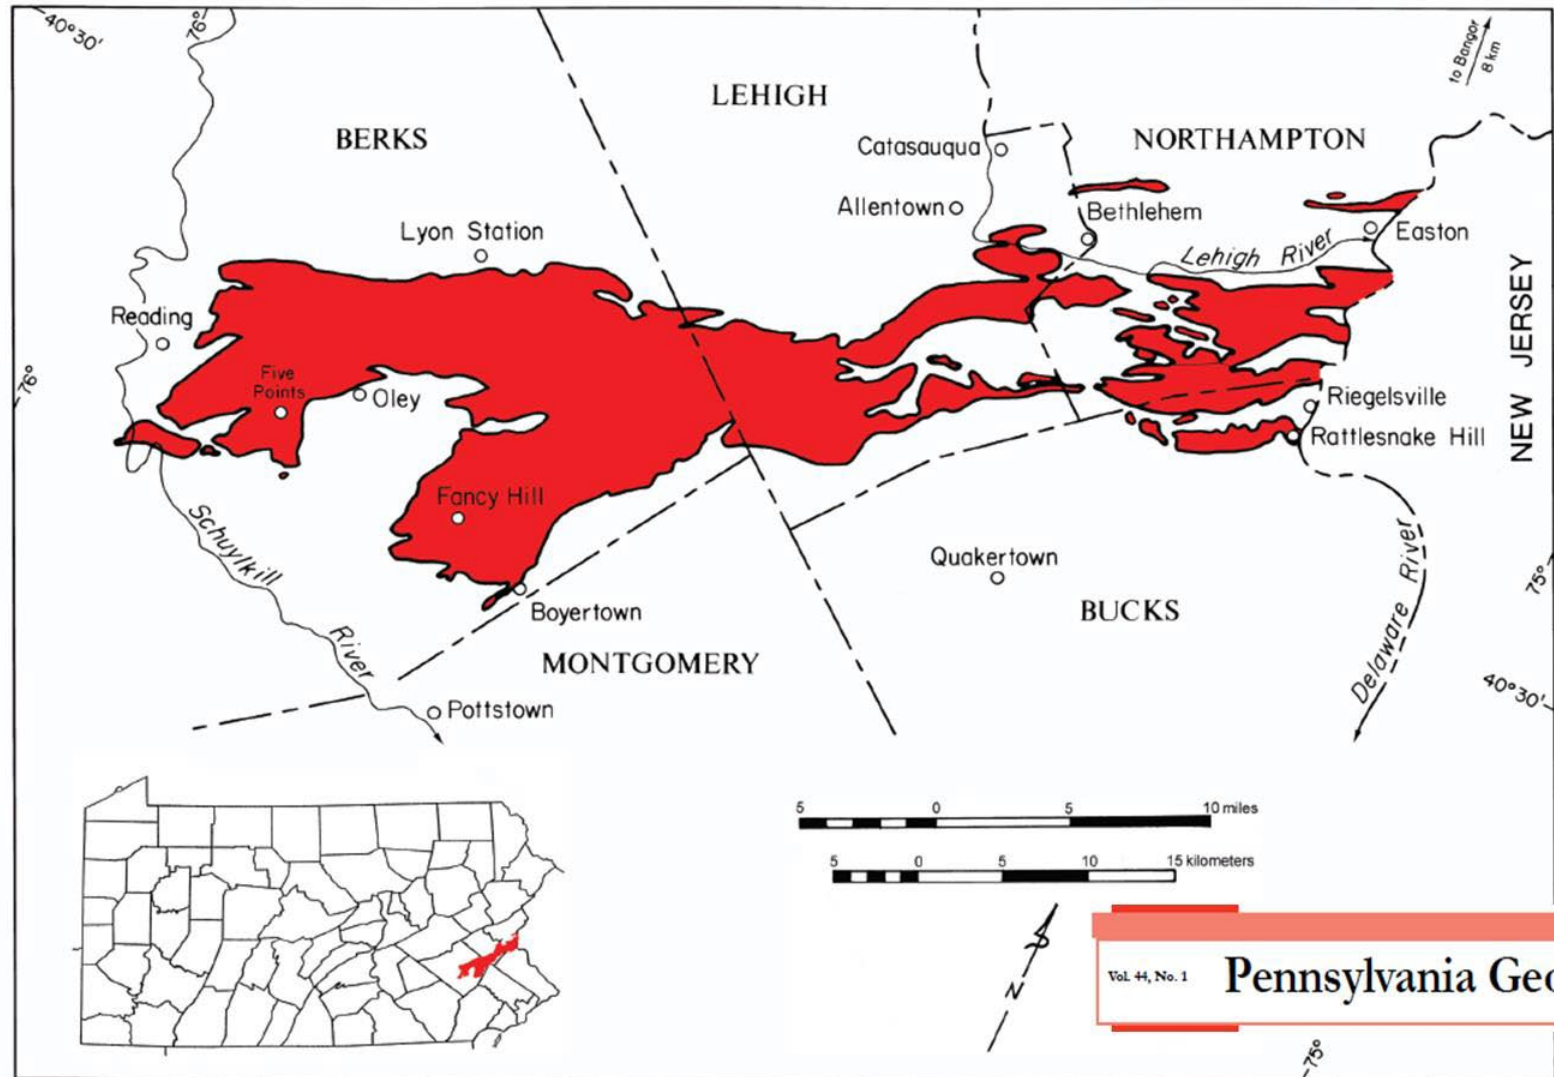 40°30'
76°
to Bangor
8 km
LEHIGH
BERKS
Catasauqua
NORTHAMPTON
Allentown
Bethlehem
Lyon Station
Lehigh River
Easton
Reading
NEW JERSEY
76°
Five
Points
Oley
Riegelsville
Rattlesnake Hill
Fancy Hill
Schuylkill
River
Quakertown
75°
Boyertown
BUCKS
Delaware River
MONTGOMERY
40°30'
Pottstown
5 0 5 10 miles
5 0 5 10 15 kilometers
N
Vol. 44, No. 1 Pennsylvania Geo
75°